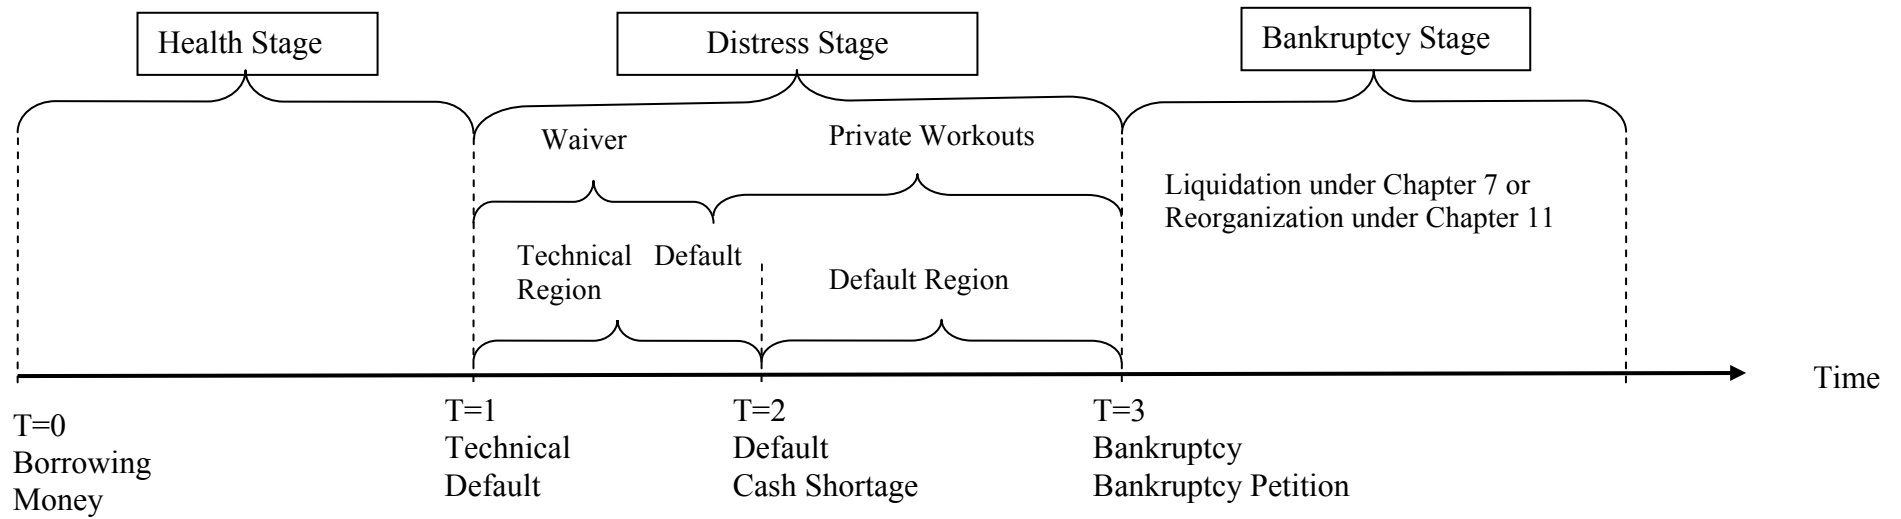 Health Stage
Distress Stage
Bankruptcy Stage
Waiver
Private Workouts
Liquidation under Chapter 7 or
Reorganization under Chapter 11
Technical Default
Region
Default Region
Time
T=0
Borrowing
Money
T=1
Technical
Default
T=2
Default
Cash Shortage
T=3
Bankruptcy
Bankruptcy Petition